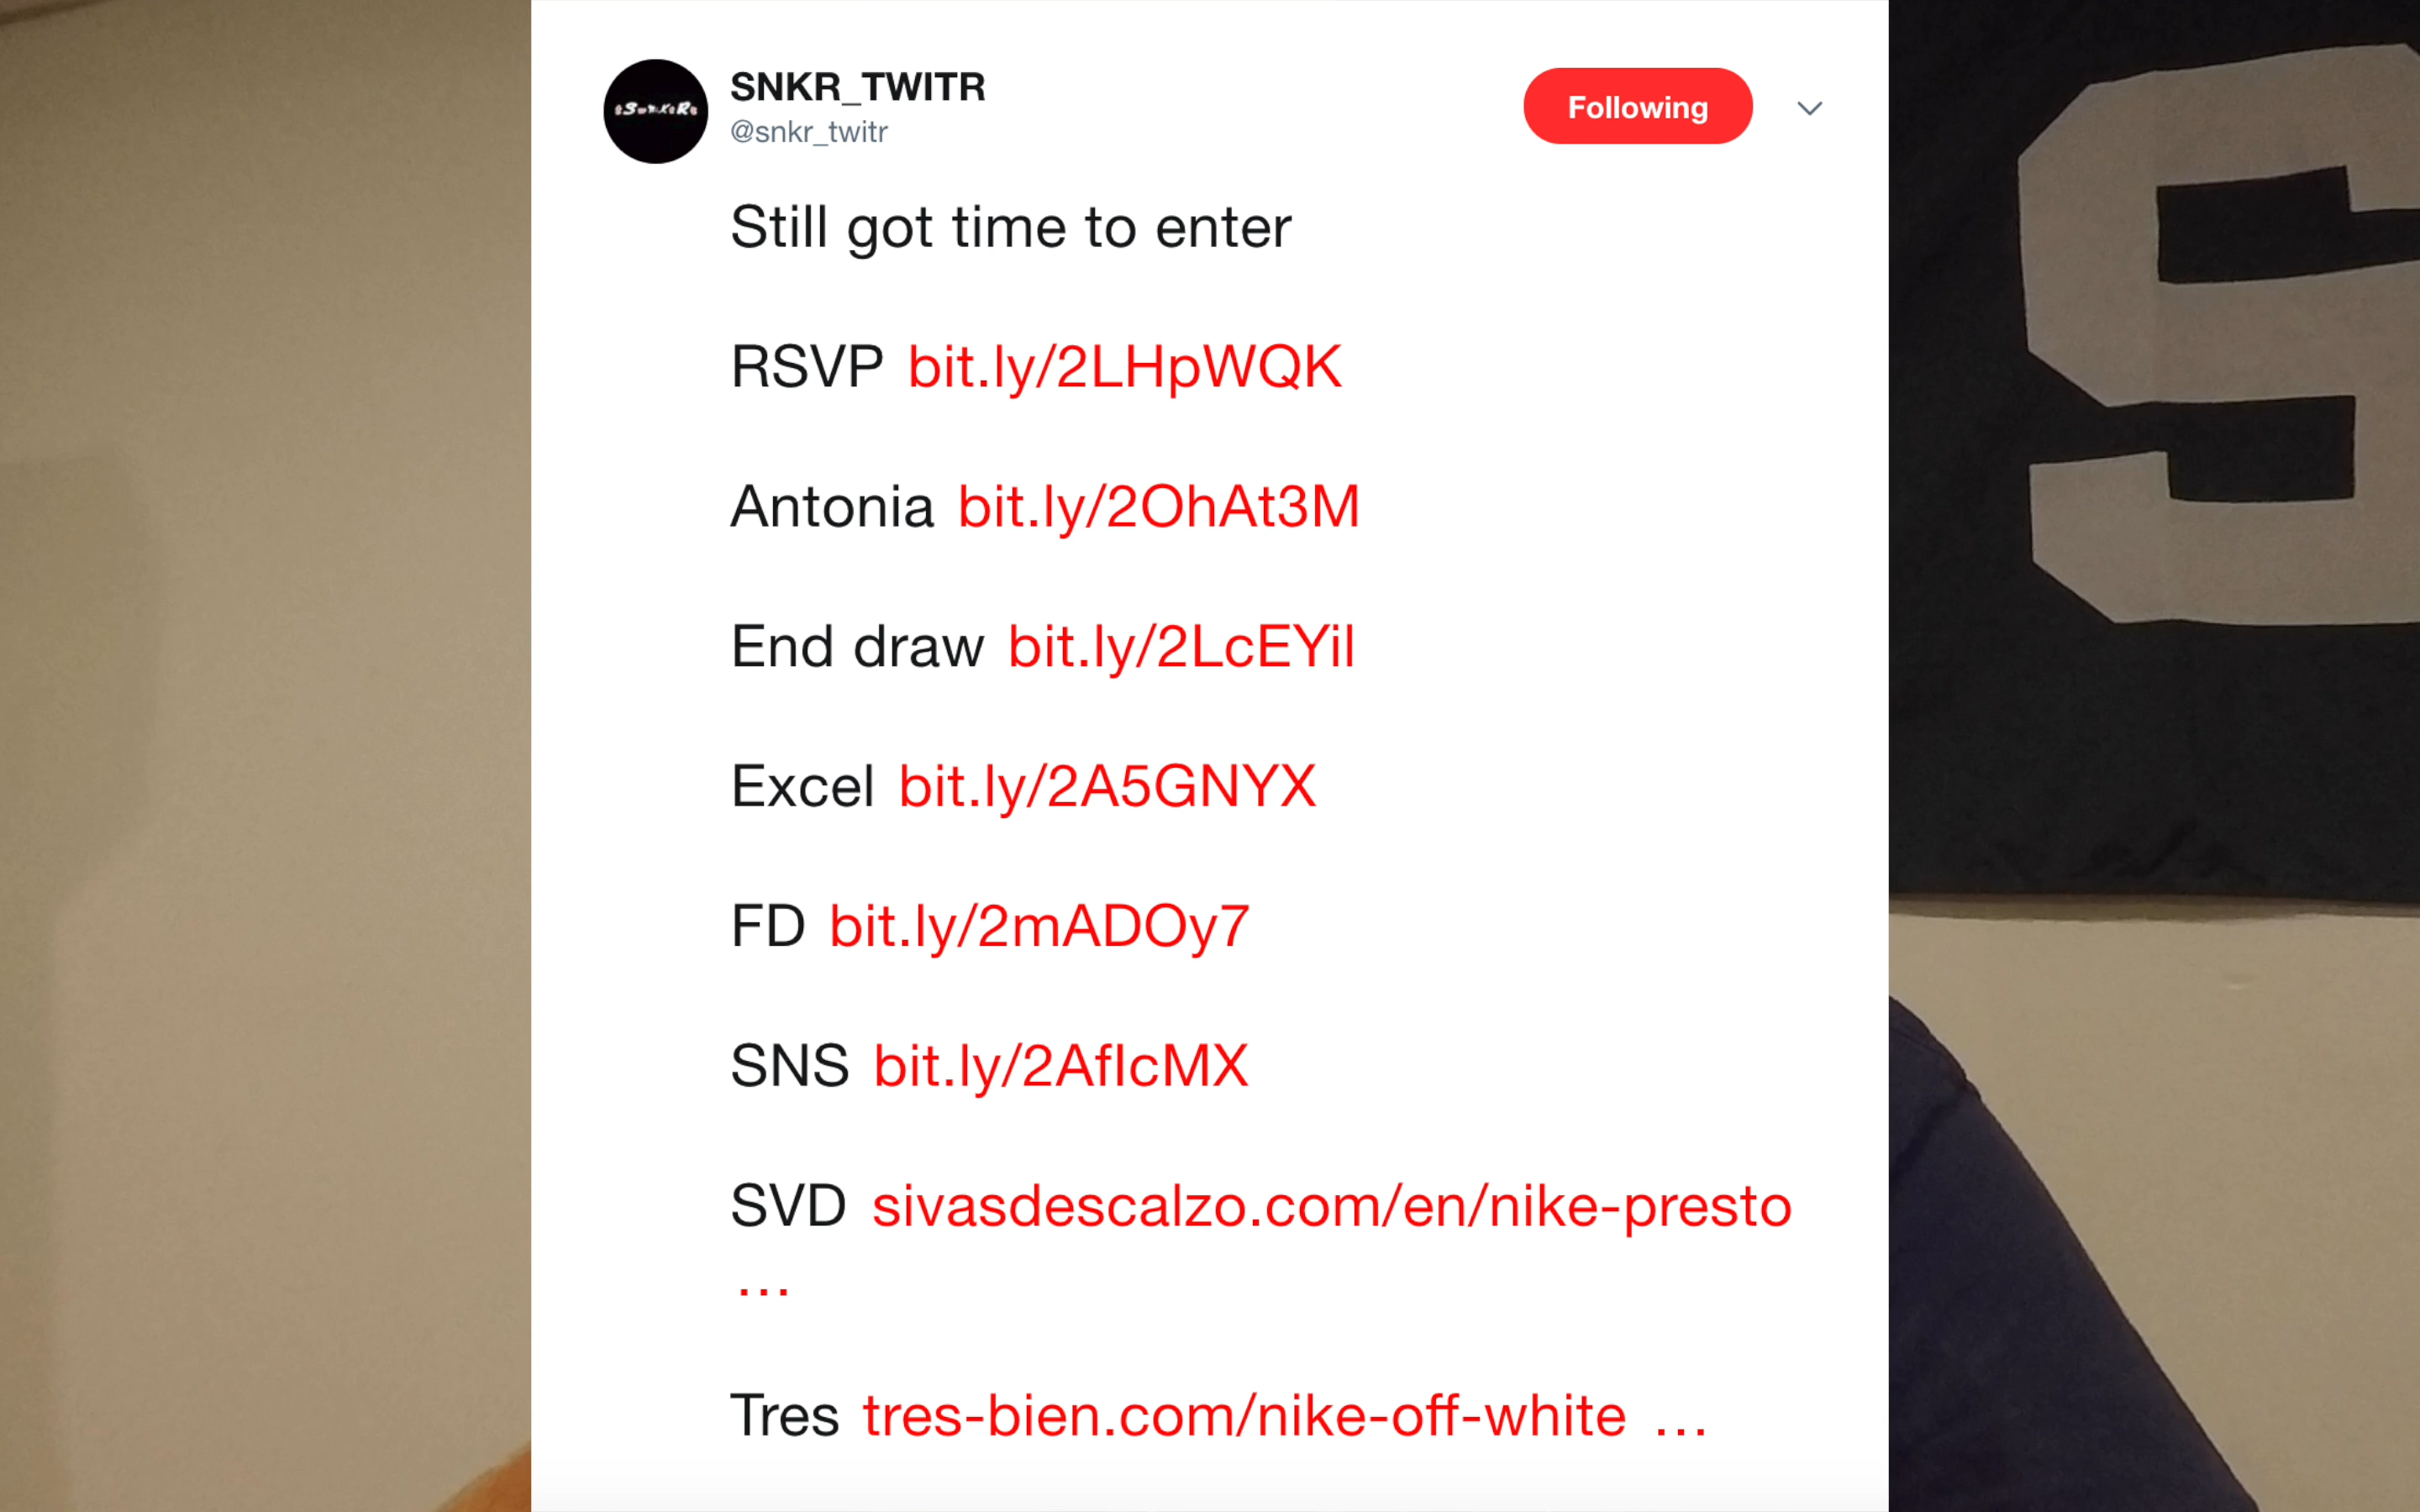 SNKR_TWITR
@snkr_twitr
Following
Still got time to enter
RSVP bit.ly/2LHpWQK
Antonia bit.ly/2OhAt3M
End draw bit.ly/2LcEYil
Excel bit.ly/2A5GNYX
FD bit.ly/2mADOy7
SNS bit.ly/2AflcMX
SVD sivasdescalzo.com/en/nike-presto
…
Tres tres-bien.com/nike-off-white …
S